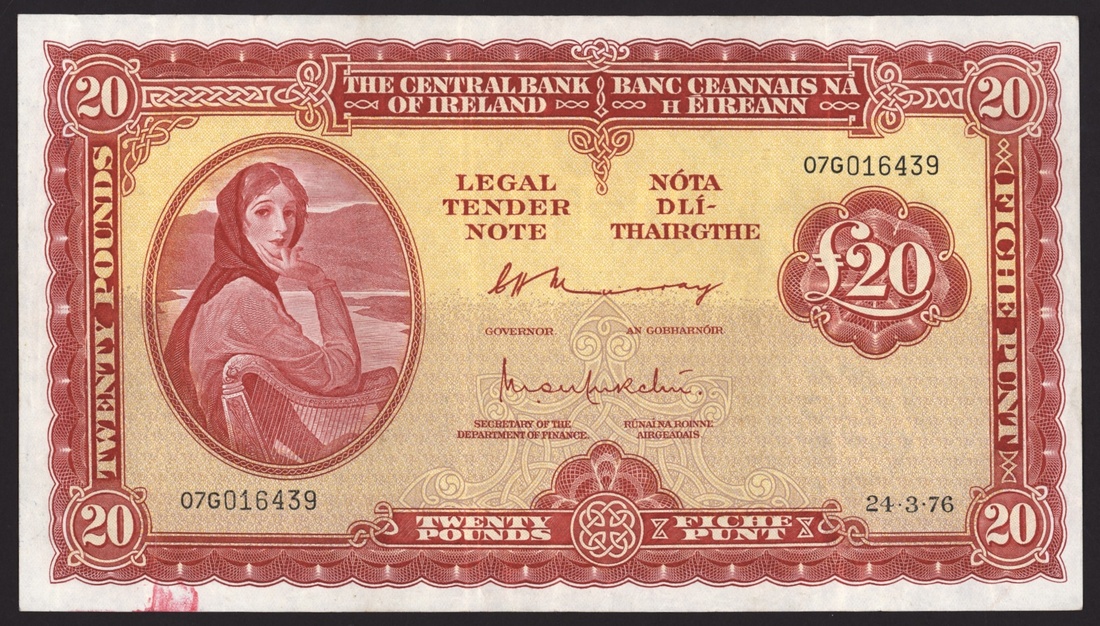 THE CENTRAL BANK
OF IRELAND
BANC CEANNAIS NA
H ÉIREANN
20
20
TWENTY POUNDS
FICHE PUNT
LEGAL
TENDER
NOTE
NÓTA
DLÍ-
THAIRGTHE
07G016439
£20
C H Murray
GOVERNOR.
AN GOBHARNÓIR
SECRETARY OF THE
DEPARTMENT OF FINANCE.
RÚNAÍ NA ROINNE
AIRGEADAIS
07G016439
24·3·76
20
TWENTY
POUNDS
FICHE
PUNT
20